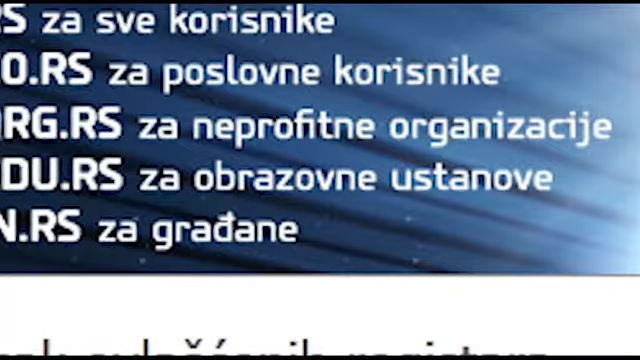 RS za sve korisnike
O.RS za poslovne korisnike
RG.RS za neprofitne organizacije
DU.RS za obrazovne ustanove
N.RS za građane